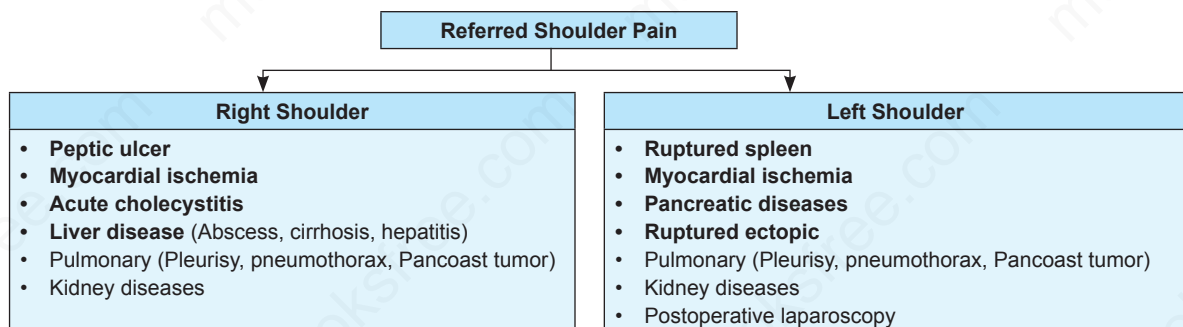 Referred Shoulder Pain
Right Shoulder
• Peptic ulcer
• Myocardial ischemia
• Acute cholecystitis
• Liver disease (Abscess, cirrhosis, hepatitis)
• Pulmonary (Pleurisy, pneumothorax, Pancoast tumor)
• Kidney diseases
Left Shoulder
• Ruptured spleen
• Myocardial ischemia
• Pancreatic diseases
• Ruptured ectopic
• Pulmonary (Pleurisy, pneumothorax, Pancoast tumor)
• Kidney diseases
• Postoperative laparoscopy